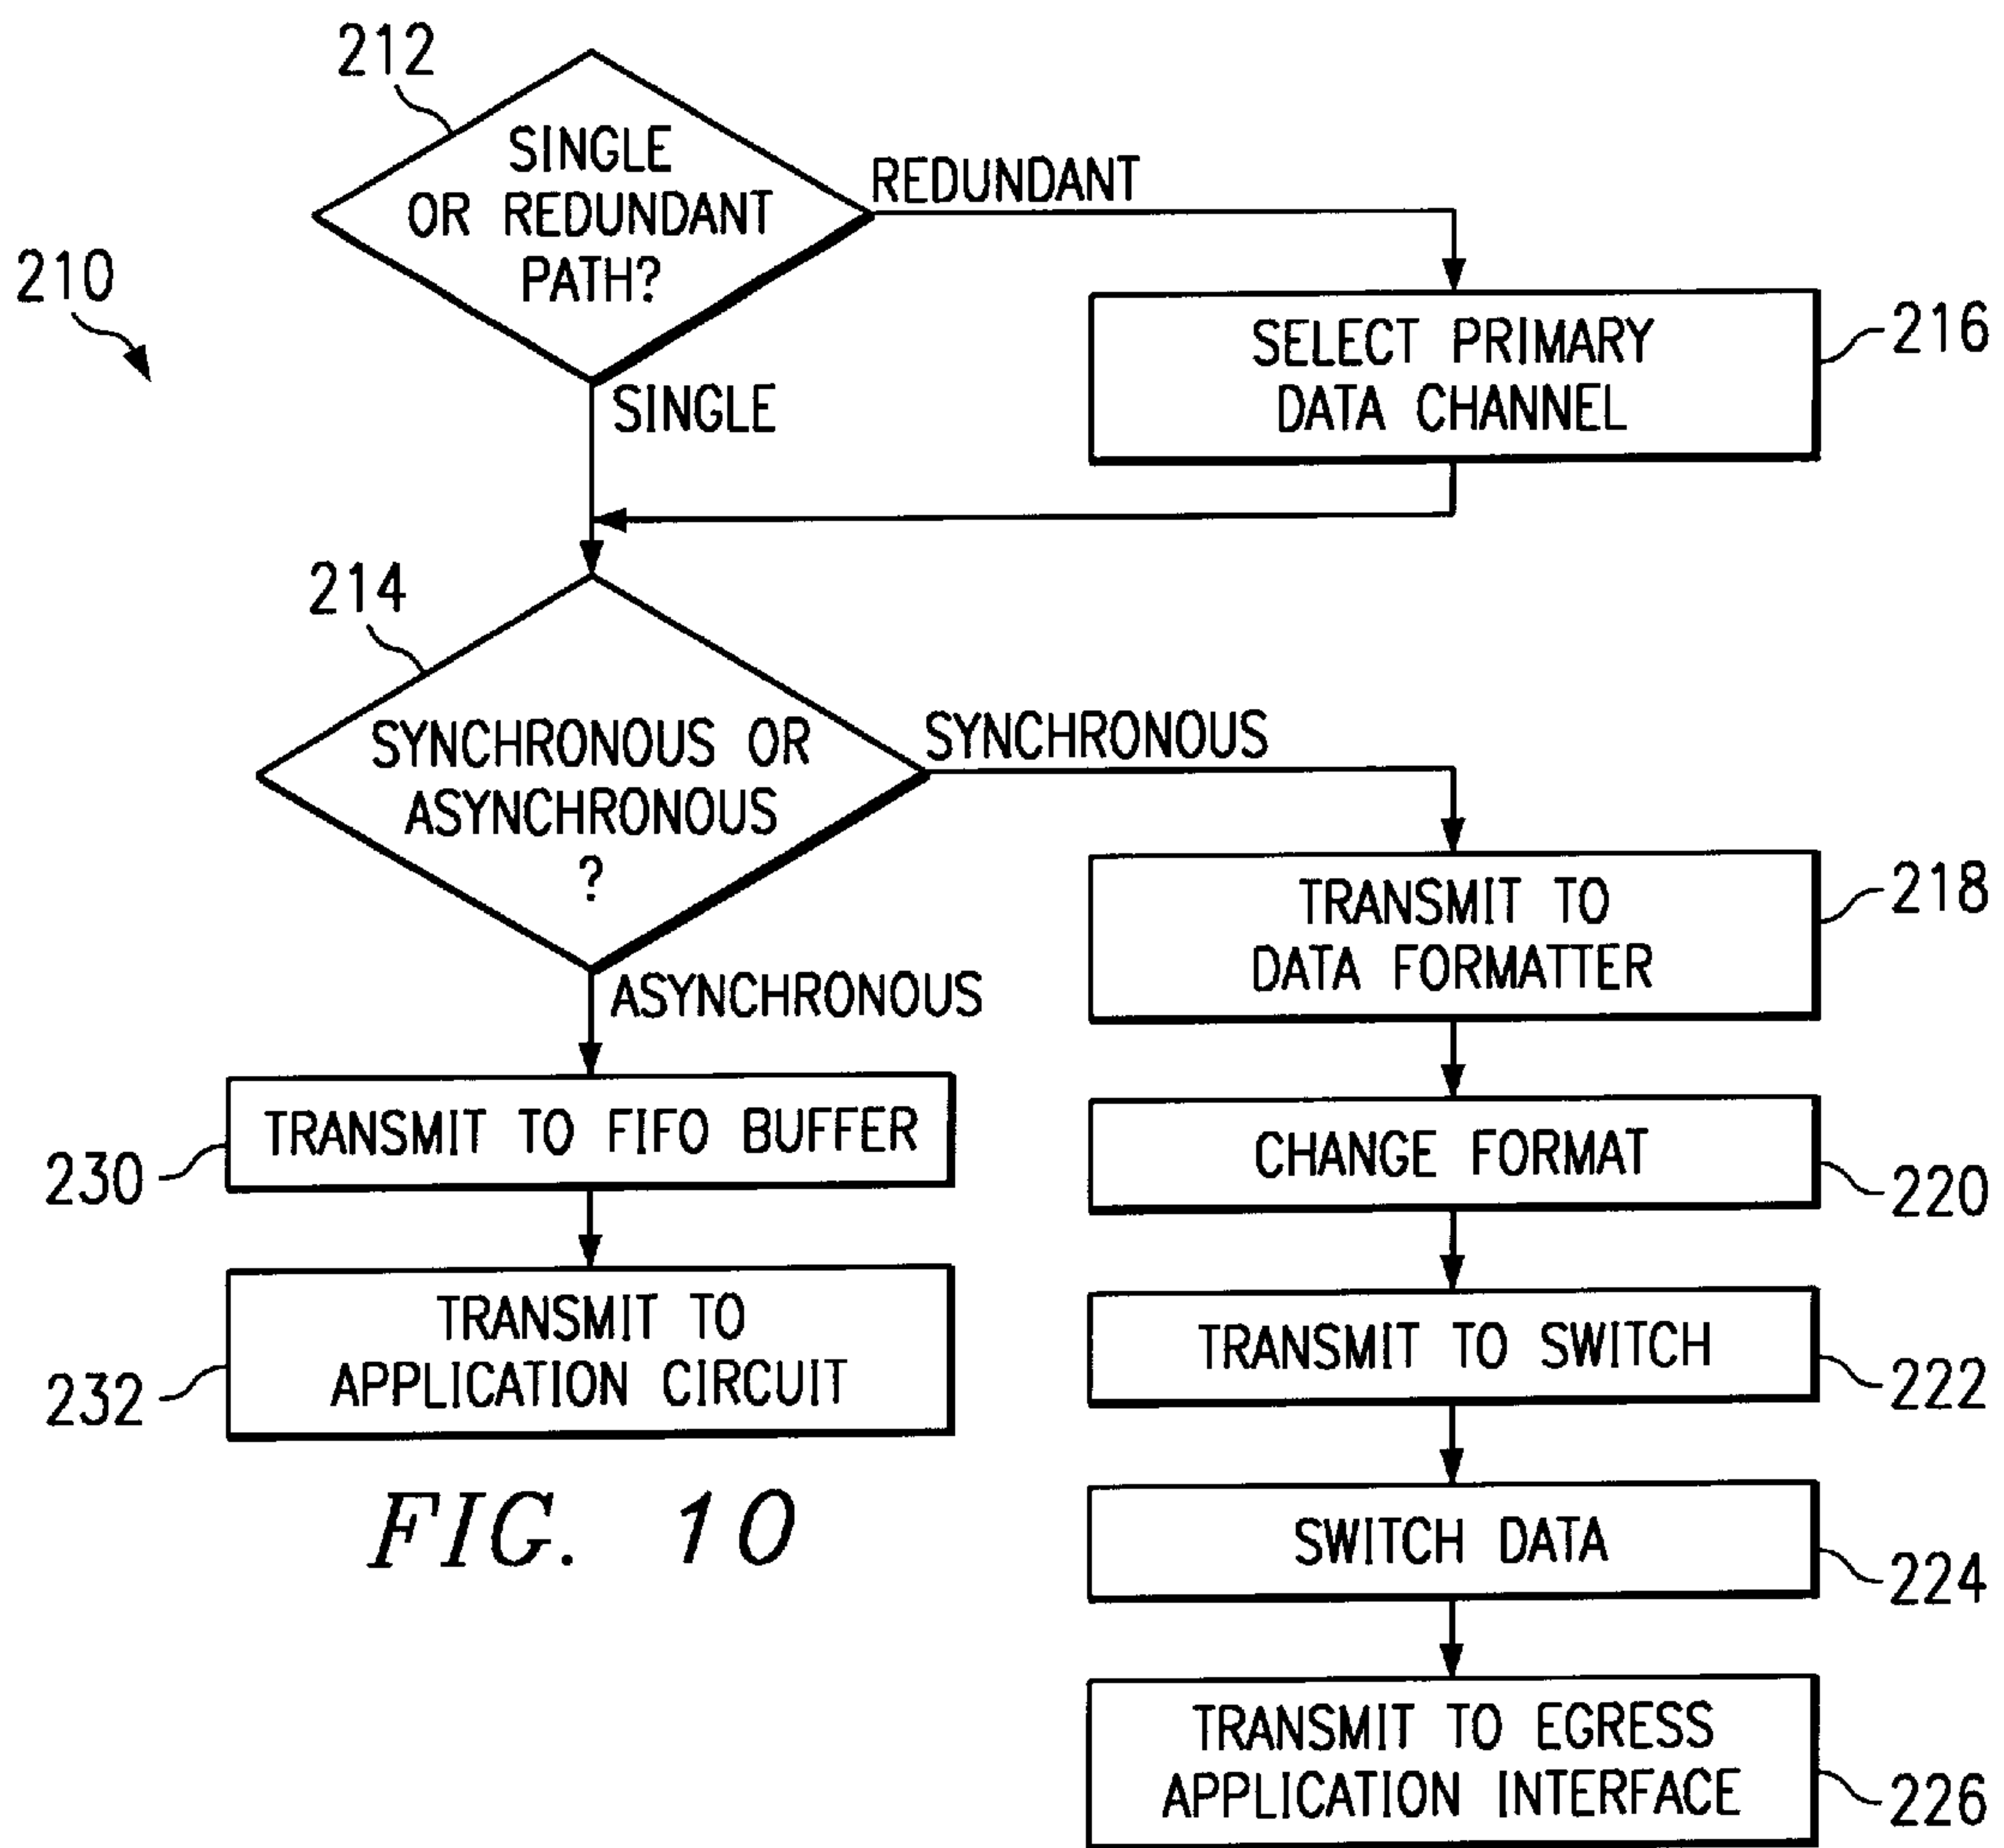 212
SINGLE
OR REDUNDANT
PATH?
REDUNDANT
210
SINGLE
SELECT PRIMARY
DATA CHANNEL
216
214
SYNCHRONOUS OR
ASYNCHRONOUS
?
SYNCHRONOUS
ASYNCHRONOUS
TRANSMIT TO
DATA FORMATTER
218
TRANSMIT TO FIFO BUFFER
230
CHANGE FORMAT
220
TRANSMIT TO
APPLICATION CIRCUIT
232
TRANSMIT TO SWITCH
222
SWITCH DATA
224
TRANSMIT TO EGRESS
APPLICATION INTERFACE
226
FIG. 10